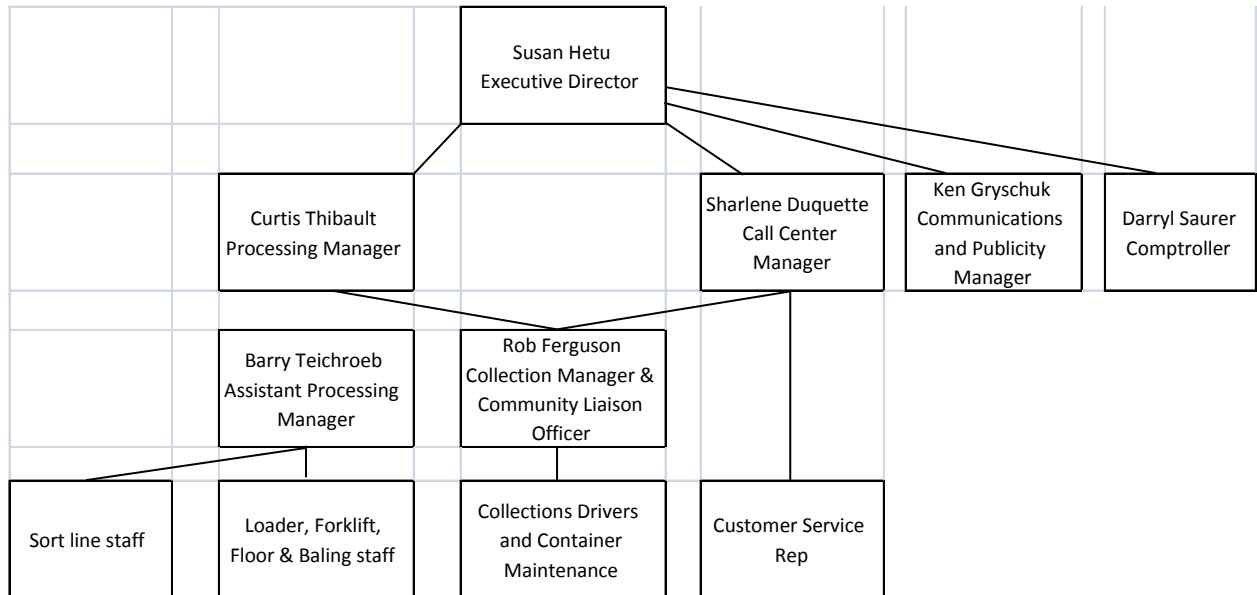 Susan Hetu
Executive Director
Curtis Thibault
Processing Manager
Sharlene Duquette
Call Center
Manager
Ken Gryschuk
Communications
and Publicity
Manager
Darryl Saurer
Comptroller
Barry Teichroeb
Assistant Processing
Manager
Rob Ferguson
Collection Manager &
Community Liaison
Officer
Sort line staff
Loader, Forklift,
Floor & Baling staff
Collections Drivers
and Container
Maintenance
Customer Service
Rep